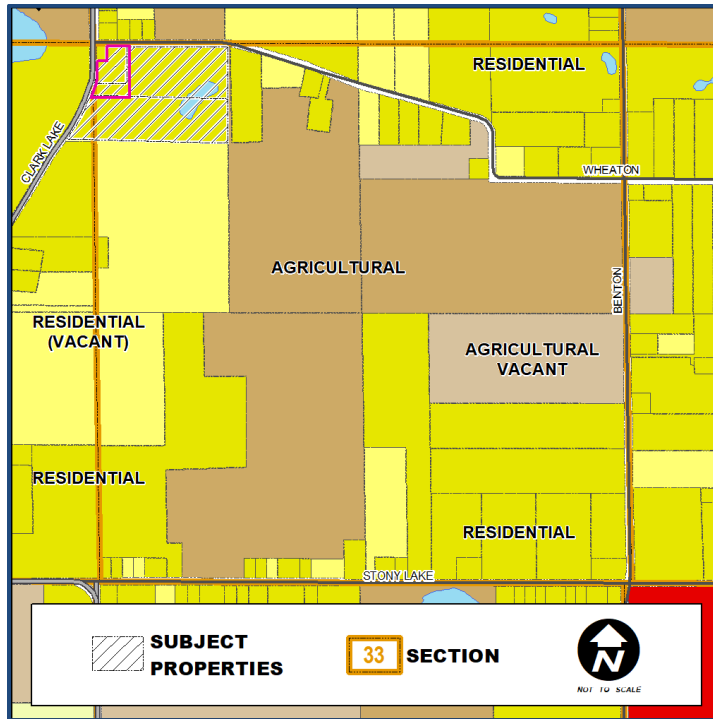 RESIDENTIAL
CLARK LAKE
WHEATON
AGRICULTURAL
BENTON
RESIDENTIAL
(VACANT)
AGRICULTURAL
VACANT
RESIDENTIAL
RESIDENTIAL
STONY LAKE
SUBJECT
PROPERTIES
33 SECTION
N
NOT TO SCALE